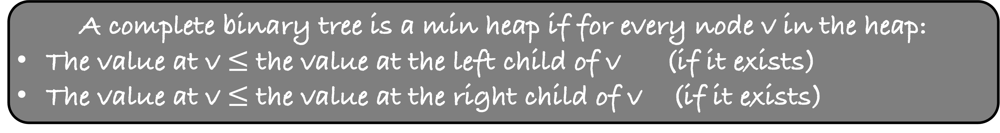 A complete binary tree is a min heap if for every node v in the heap:
• The value at v ≤ the value at the left child of v (if it exists)
• The value at v ≤ the value at the right child of v (if it exists)